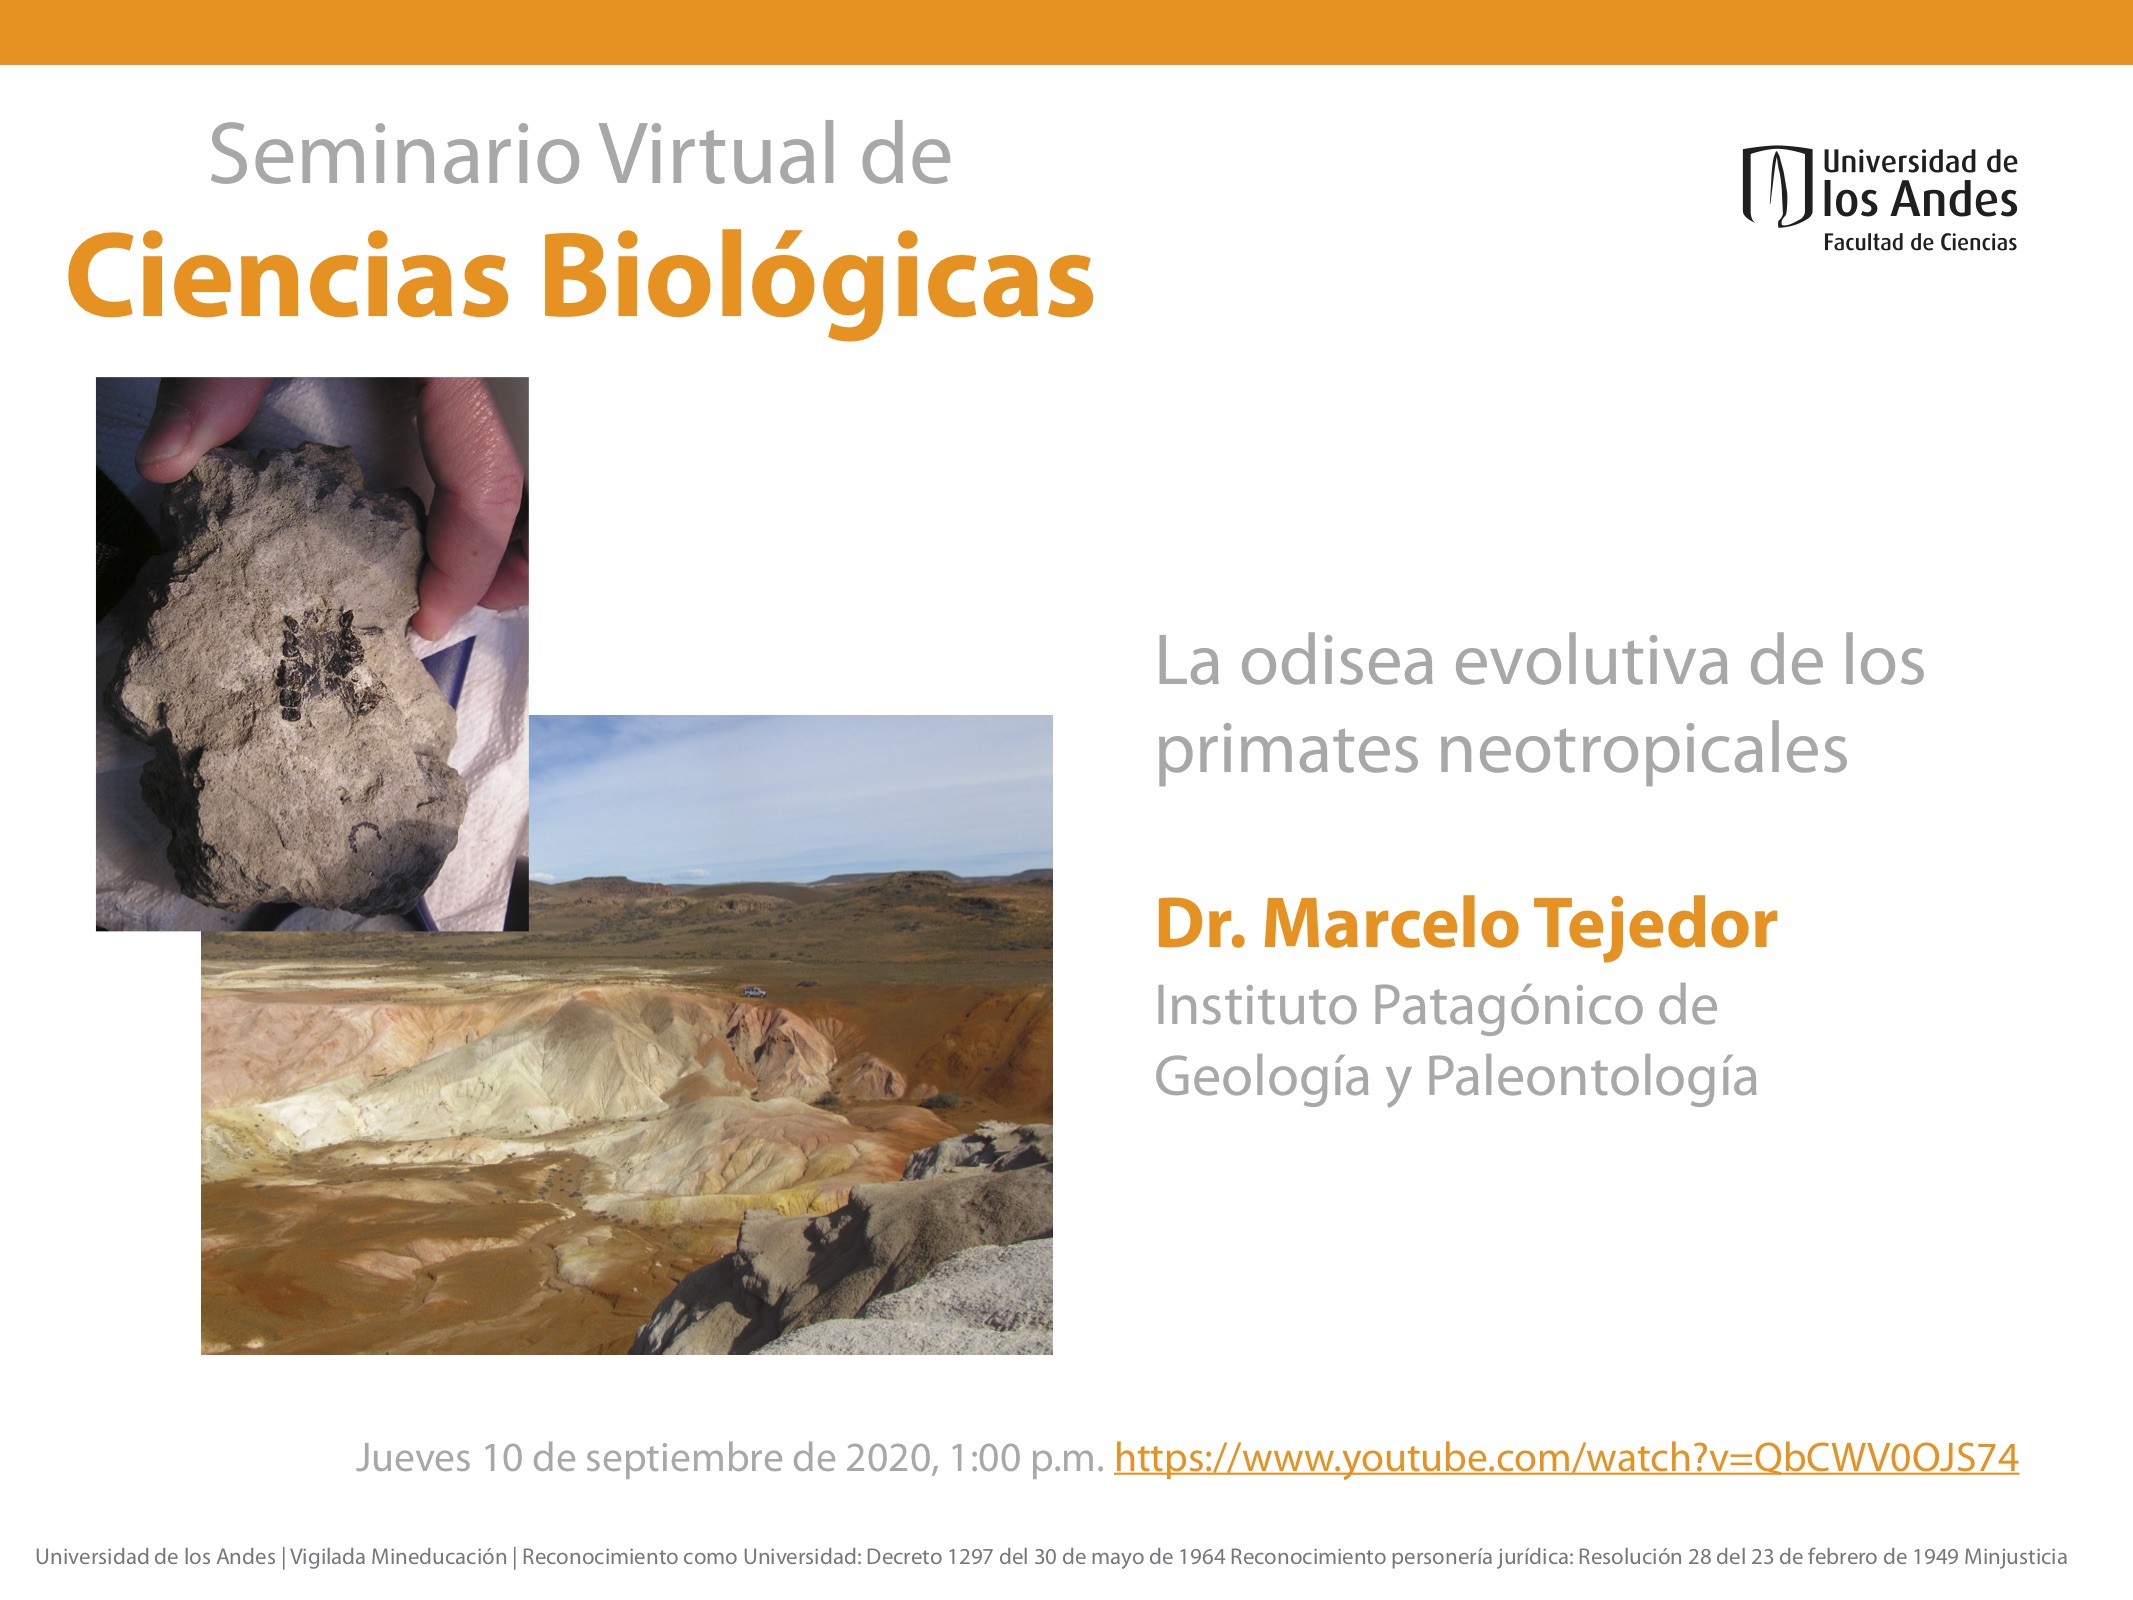 Seminario Virtual de
Ciencias Biológicas
Universidad de
los Andes
Facultad de Ciencias
La odisea evolutiva de los
primates neotropicales
Dr. Marcelo Tejedor
Instituto Patagónico de
Geología y Paleontología
Jueves 10 de septiembre de 2020, 1:00 p.m. https://www.youtube.com/watch?v=QbCWV0OJS74
Universidad de los Andes | Vigilada Mineducación | Reconocimiento como Universidad: Decreto 1297 del 30 de mayo de 1964 Reconocimiento personería jurídica: Resolución 28 del 23 de febrero de 1949 Minjusticia